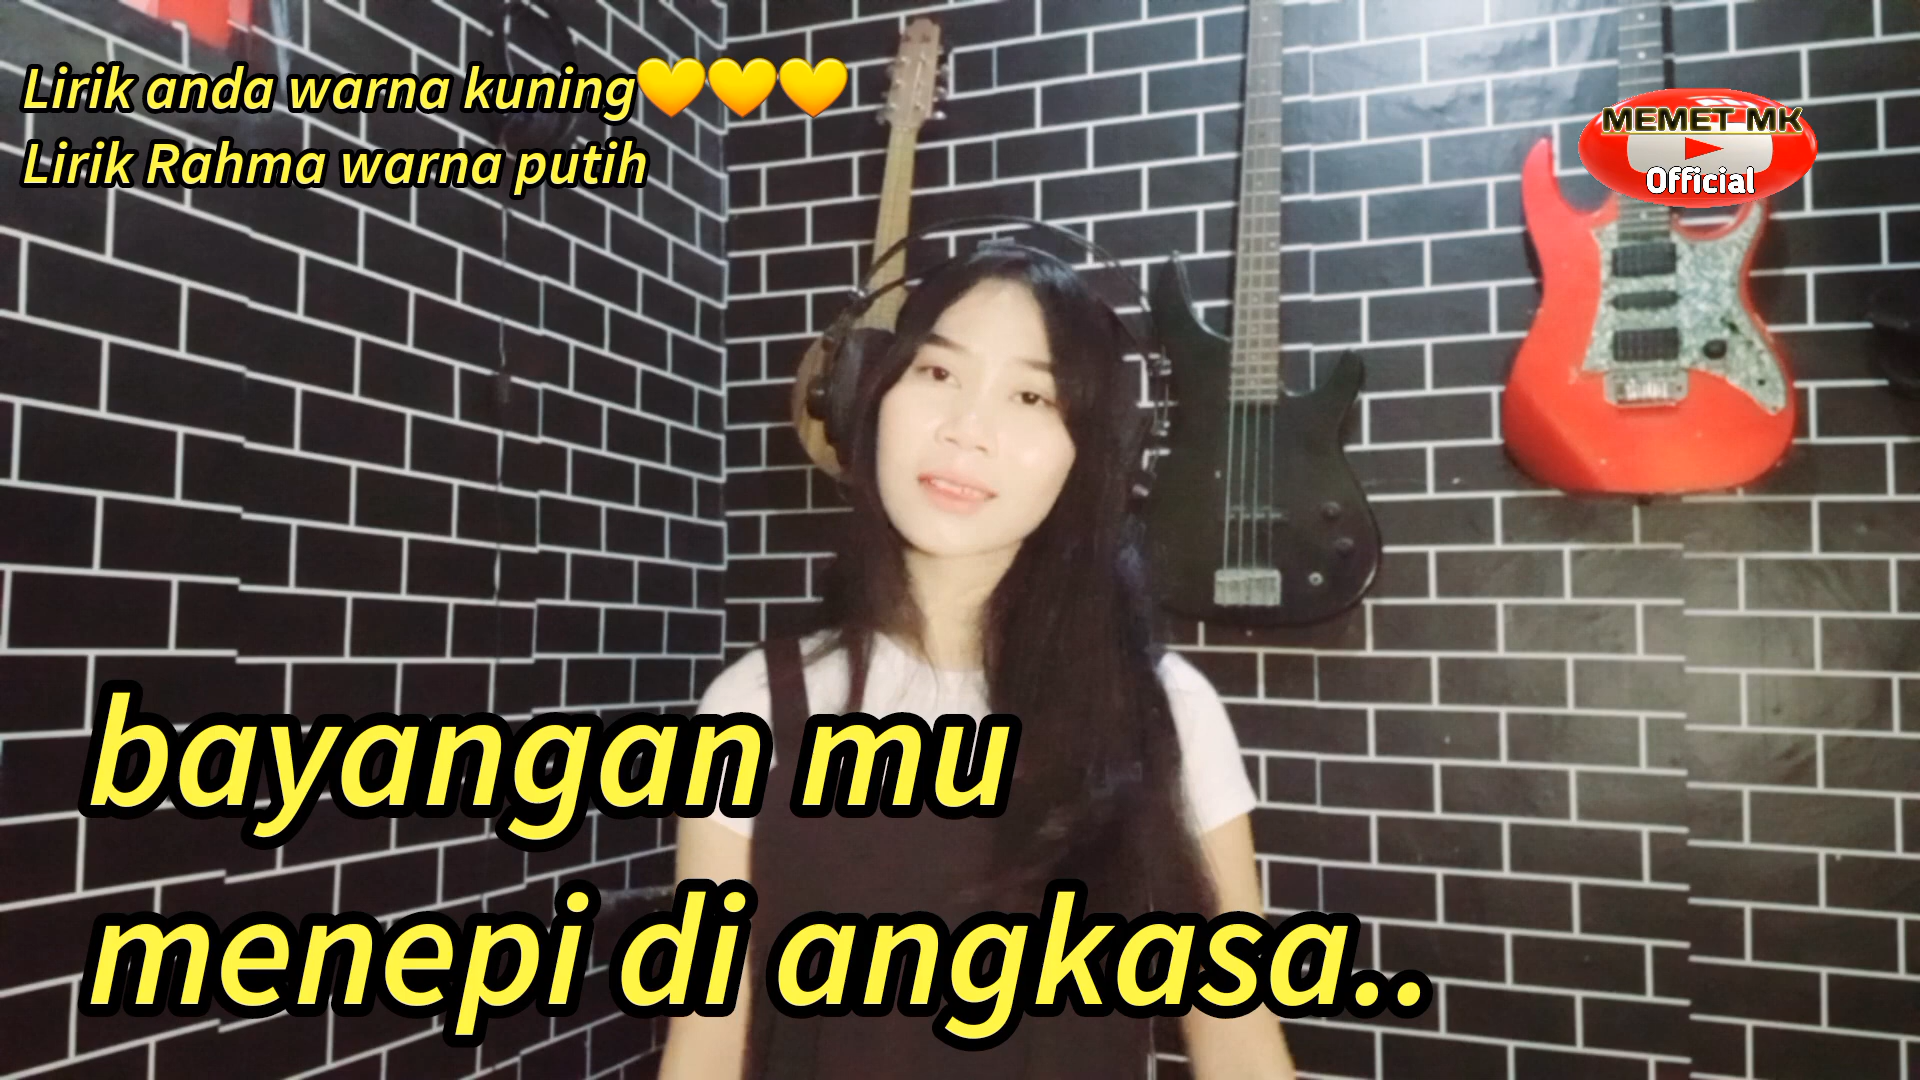 Lirik anda warna kuning💛💛💛
Lirik Rahma warna putih
MEMET MK
Official
bayangan mu
menepi di angkasa..